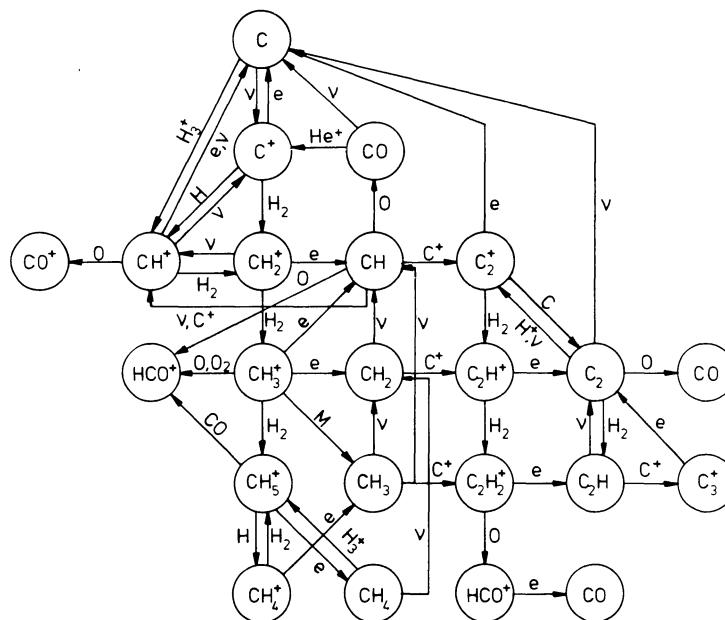 C
H₃⁺
e,ν
ν
e
ν
C⁺
He⁺
CO
H
ν
H₂
O
e
ν
CO⁺
O
CH⁺
ν
H₂
CH₂⁺
e
O
CH
C⁺
C₂⁺
ν, C⁺
H₂
e
ν
ν
H₂
C
H⁺,ν
HCO⁺
O,O₂
CH₃⁺
e
CH₂
C⁺
C₂H⁺
e
C₂
O
CO
CO
H₂
M
ν
H₂
ν
H₂
e
CH₅⁺
CH₃
C⁺
C₂H₂⁺
e
C₂H
C⁺
C₃⁺
H
H₂
e
H₃⁺
e
ν
O
CH₄⁺
CH₄
HCO⁺
e
CO